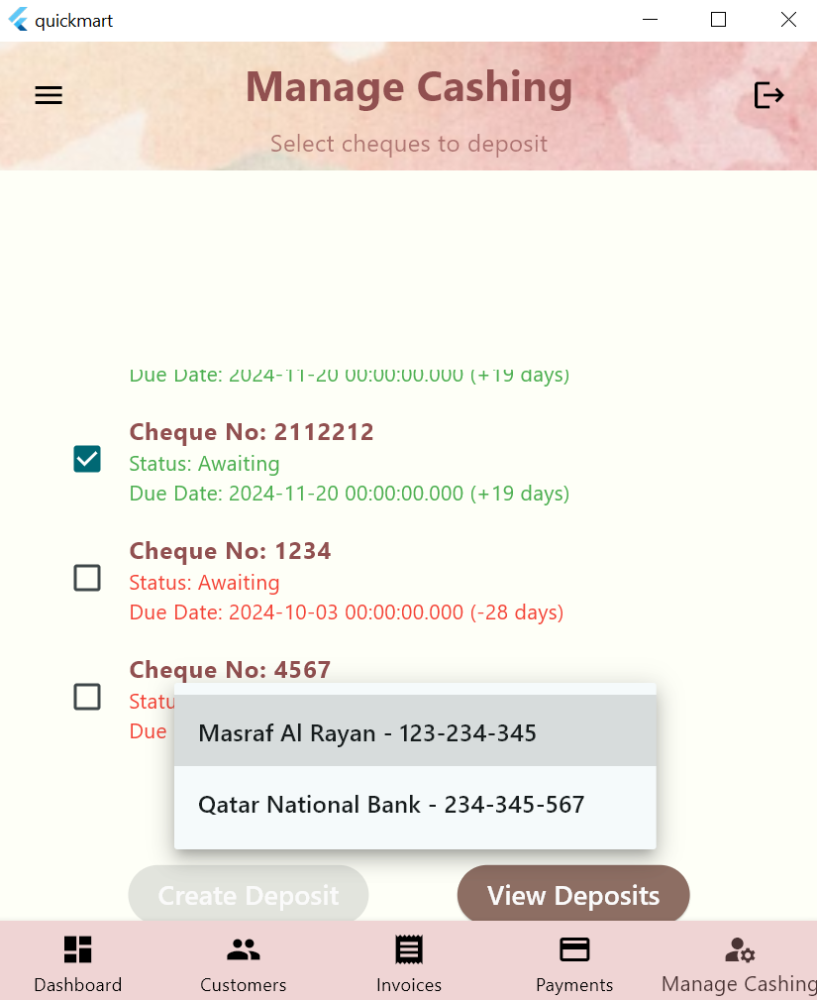 quickmart
Manage Cashing
Select cheques to deposit
Due Date: 2024-11-20 00:00:00.000 (+19 days)
Cheque No: 2112212
Status: Awaiting
Due Date: 2024-11-20 00:00:00.000 (+19 days)
Cheque No: 1234
Status: Awaiting
Due Date: 2024-10-03 00:00:00.000 (-28 days)
Cheque No: 4567
Statu
Due
Masraf Al Rayan - 123-234-345
Qatar National Bank - 234-345-567
Create Deposit
View Deposits
Dashboard
Customers
Invoices
Payments
Manage Cashing